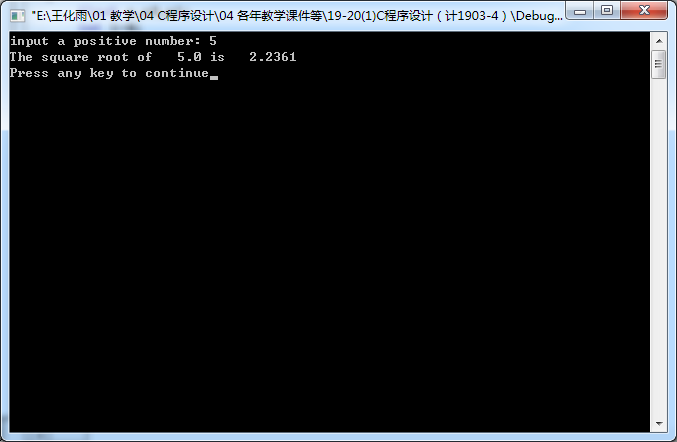 "E:\王化雨\01 教学\04 C程序设计\04 各年教学课件等\19-20(1)C程序设计（计1903-4）\Debug...
input a positive number: 5
The square root of   5.0 is   2.2361
Press any key to continue